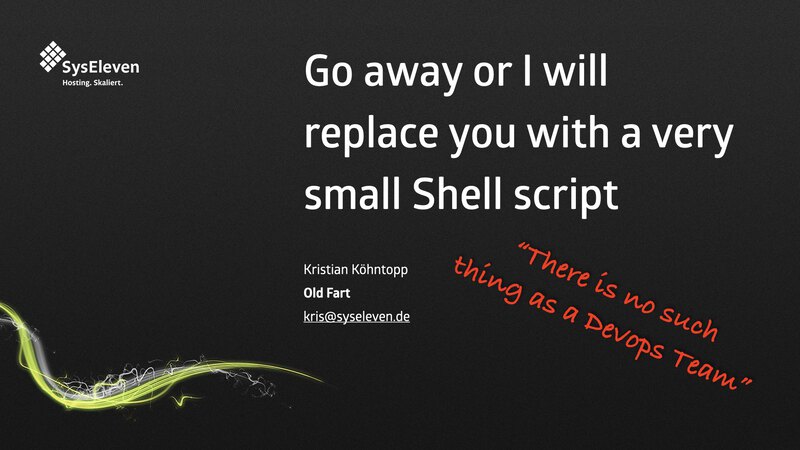 SysEleven
Hosting. Skaliert.
Go away or I will
replace you with a very
small Shell script
Kristian Köhntopp
Old Fart
kris@syseleven.de
“There is no such
thing as a Devops Team”